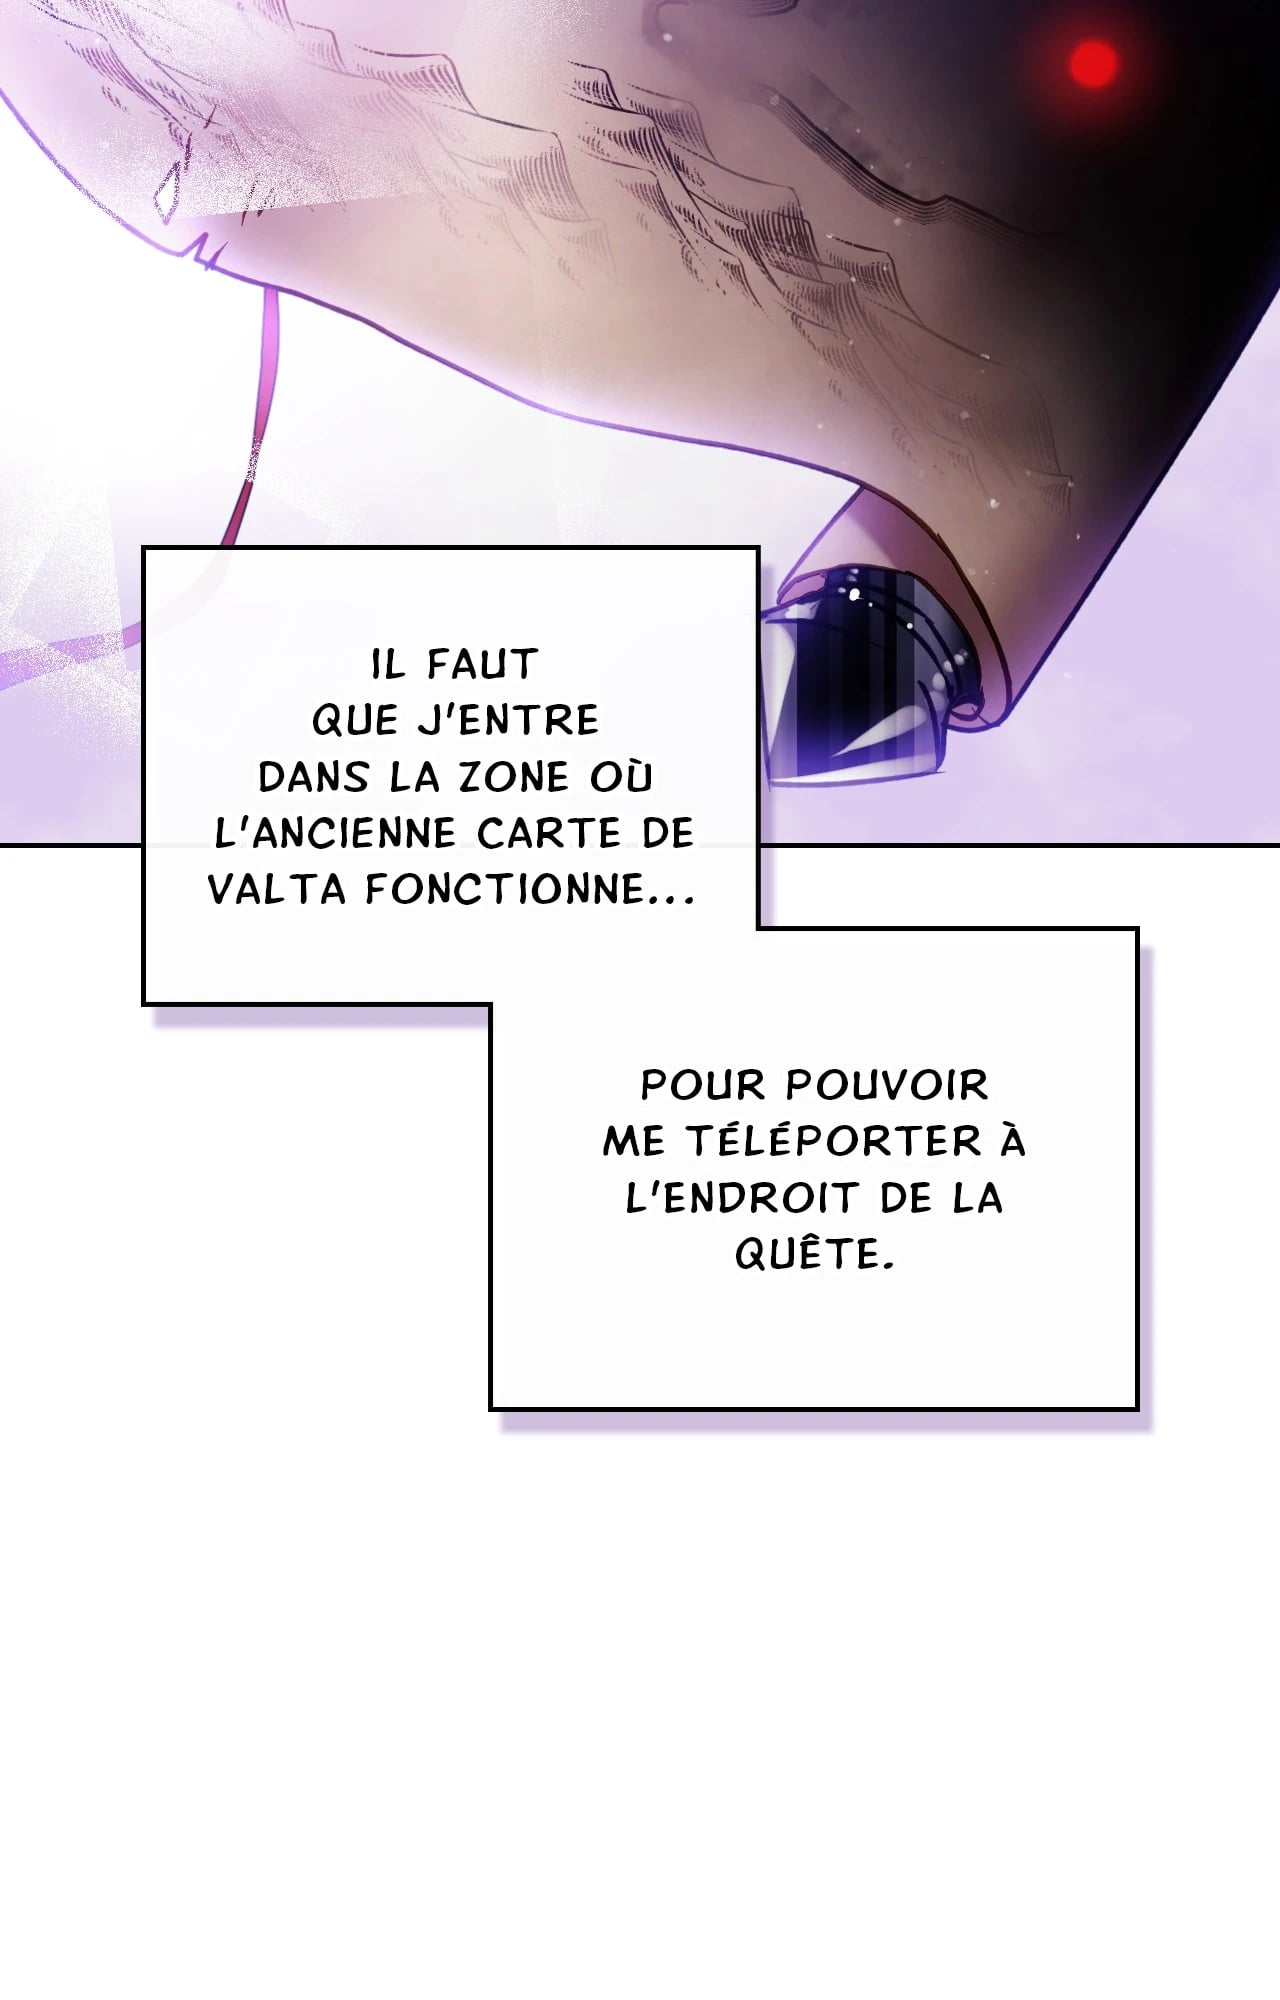 IL FAUT
QUE J'ENTRE
DANS LA ZONE OÙ
L'ANCIENNE CARTE DE
VALTA FONCTIONNE...
POUR POUVOIR
ME TÉLÉPORTER À
L'ENDROIT DE LA
QUÊTE.